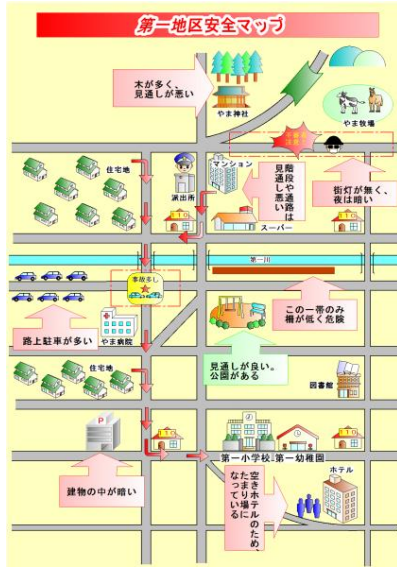 第一地区安全マップ
木が多く、
見通しが悪い
やま神社
やま牧場
住宅地
派出所
マンション
階段や通路は
見通し悪い
街灯が無く、
夜は暗い
スーパー
第一川
事故多し
路上駐車が多い
やま病院
この一帯のみ
柵が低く危険
見通しが良い。
公園がある
住宅地
図書館
P
第一小学校、第一幼稚園
建物の中が暗い
空きホテルのため、
たまり場に
なっている
ホテル